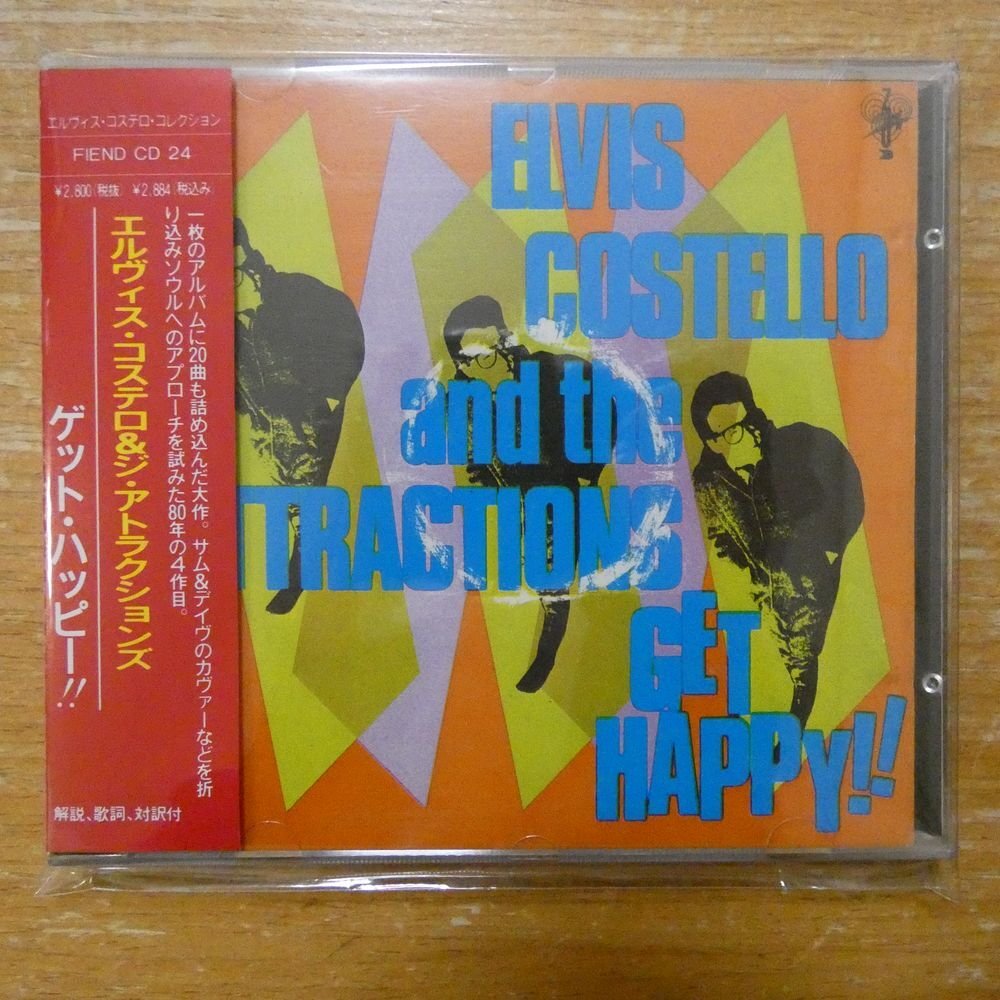 エルヴィス・コステロ・コレクション
FIEND CD 24
¥2,800(税抜) ¥2,884(税込み)
一枚のアルバムに20曲も詰め込んだ大作。サム&デイヴのカヴァーなどを折
り込みソウルへのアプローチを試みた80年の4作目。
エルヴィス・コステロ&ジ・アトラクションズ
ゲット・ハッピー!!
解説、歌詞、対訳付
ELVIS
COSTELLO
and the
TTRACTIONS
GET
HAPPY!!